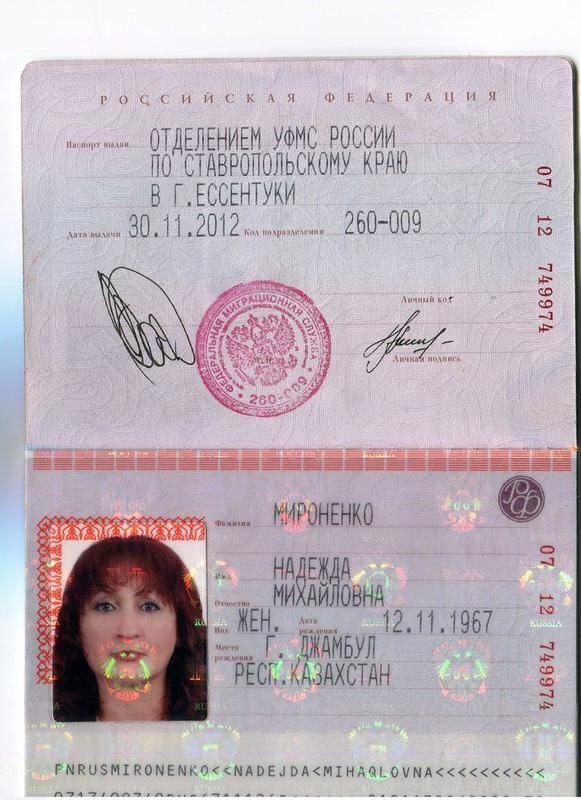 РОССИЙСКАЯ ФЕДЕРАЦИЯ
Паспорт выдан ОТДЕЛЕНИЕМ УФМС РОССИИ
ПО СТАВРОПОЛЬСКОМУ КРАЮ
В Г.ЕССЕНТУКИ
Дата выдачи 30.11.2012 Код подразделения 260-009
07 12 749974
Личный код
ФЕДЕРАЛЬНАЯ МИГРАЦИОННАЯ СЛУЖБА
260-009
Личная подпись
Фамилия МИРОНЕНКО
Имя НАДЕЖДА
Отчество МИХАЙЛОВНА
Пол ЖЕН. Дата рождения 12.11.1967
Место рождения Г. ДЖАМБУЛ
РЕСП.КАЗАХСТАН
07 12 749974
PNRUSMIRONENKO<<NADEJDA<MIHAQLOVNA<<<<<<<<<<